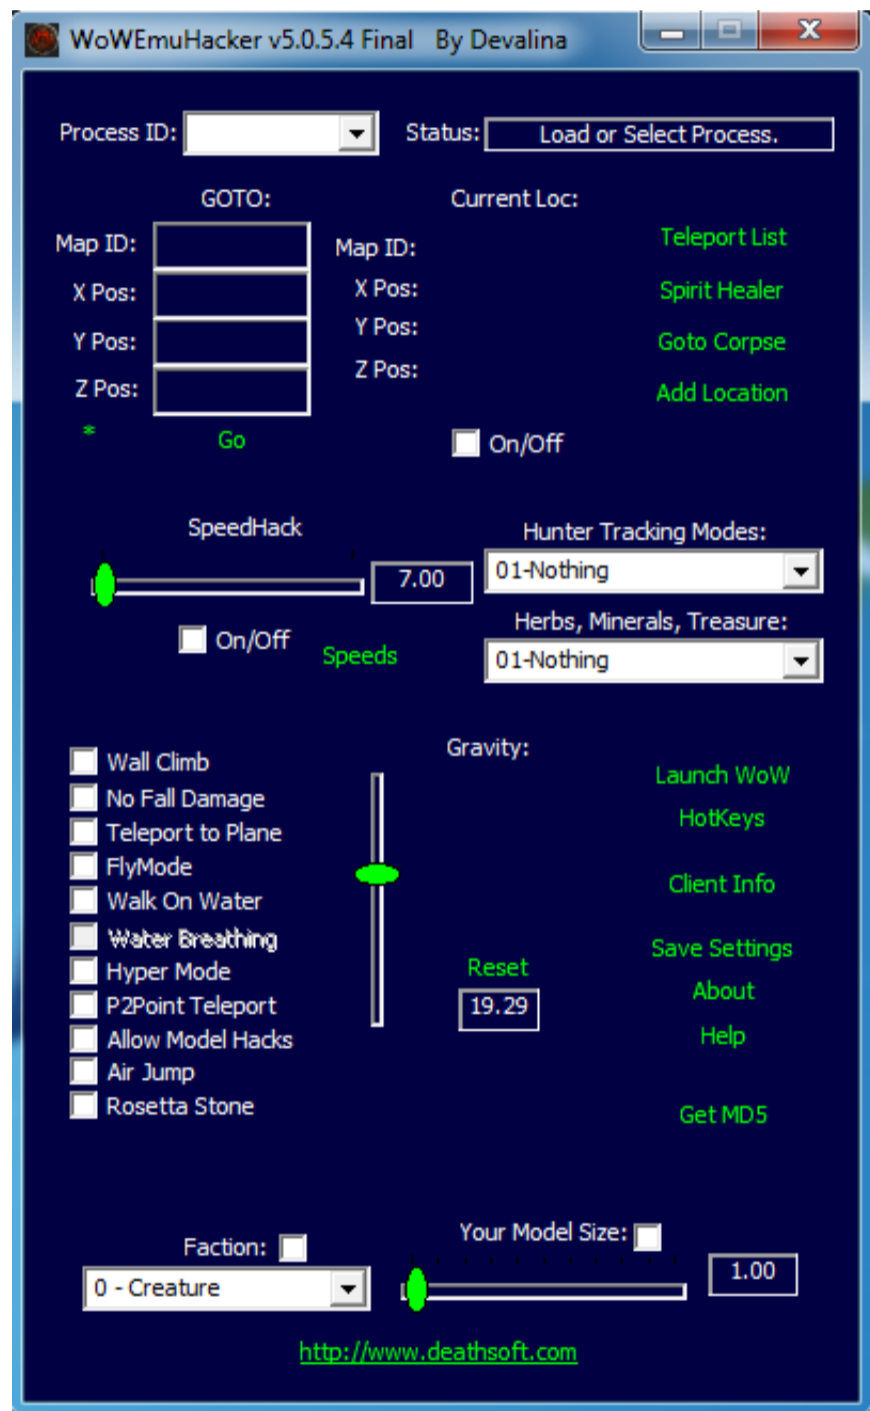 WoWEmuHacker v5.0.5.4 Final By Devalina
Process ID: Status: Load or Select Process.
GOTO: Current Loc:
Map ID: Map ID: Teleport List
X Pos: X Pos: Spirit Healer
Y Pos: Y Pos: Goto Corpse
Z Pos: Z Pos: Add Location
* Go On/Off
SpeedHack Hunter Tracking Modes:
7.00 01-Nothing
On/Off Speeds Herbs, Minerals, Treasure:
01-Nothing
Gravity:
Wall Climb Launch WoW
No Fall Damage HotKeys
Teleport to Plane
FlyMode Client Info
Walk On Water
Water Breathing Save Settings
Hyper Mode Reset About
P2Point Teleport 19.29
Allow Model Hacks Help
Air Jump
Rosetta Stone Get MD5
Faction: Your Model Size:
0 - Creature 1.00
http://www.deathsoft.com